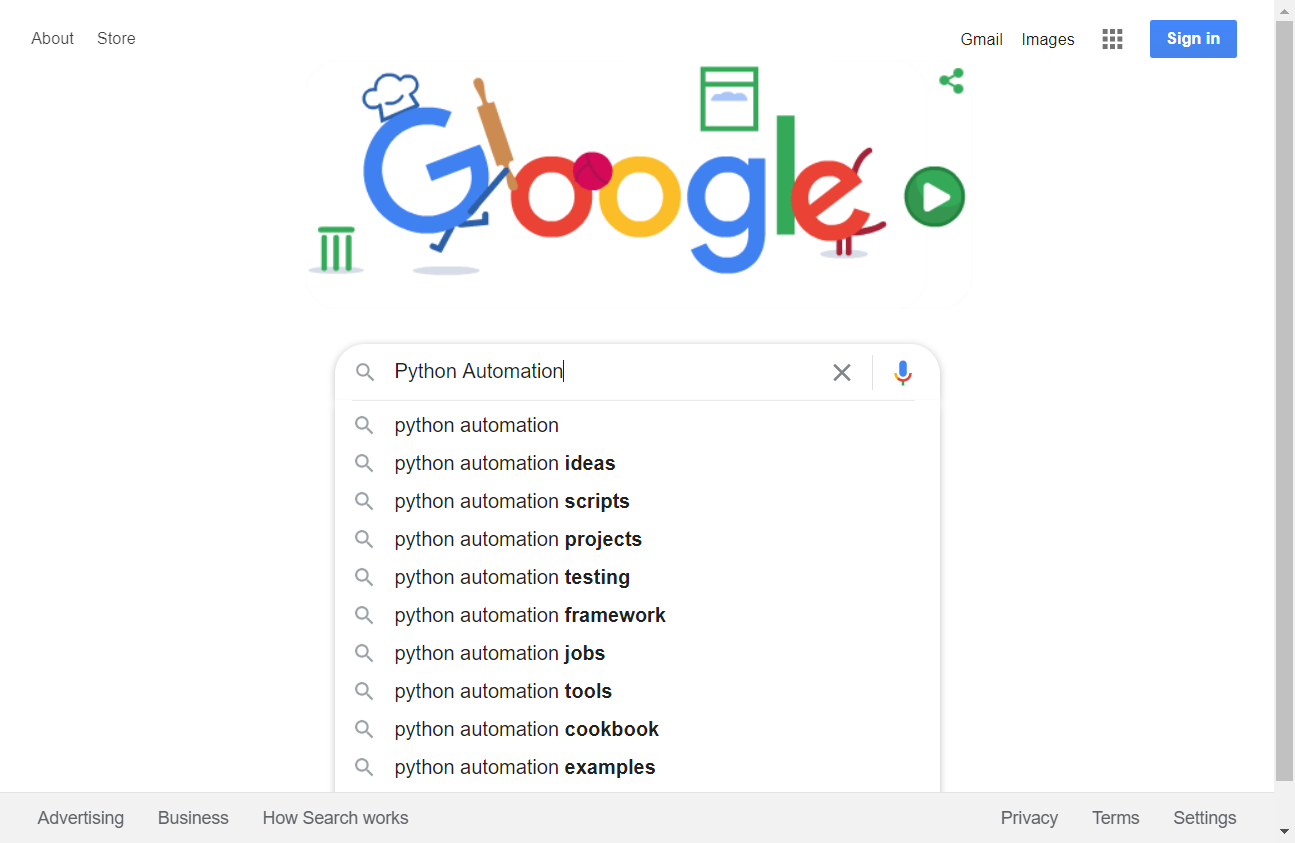 About Store Gmail Images Sign in
Google
Python Automation
python automation
python automation ideas
python automation scripts
python automation projects
python automation testing
python automation framework
python automation jobs
python automation tools
python automation cookbook
python automation examples
Advertising Business How Search works Privacy Terms Settings